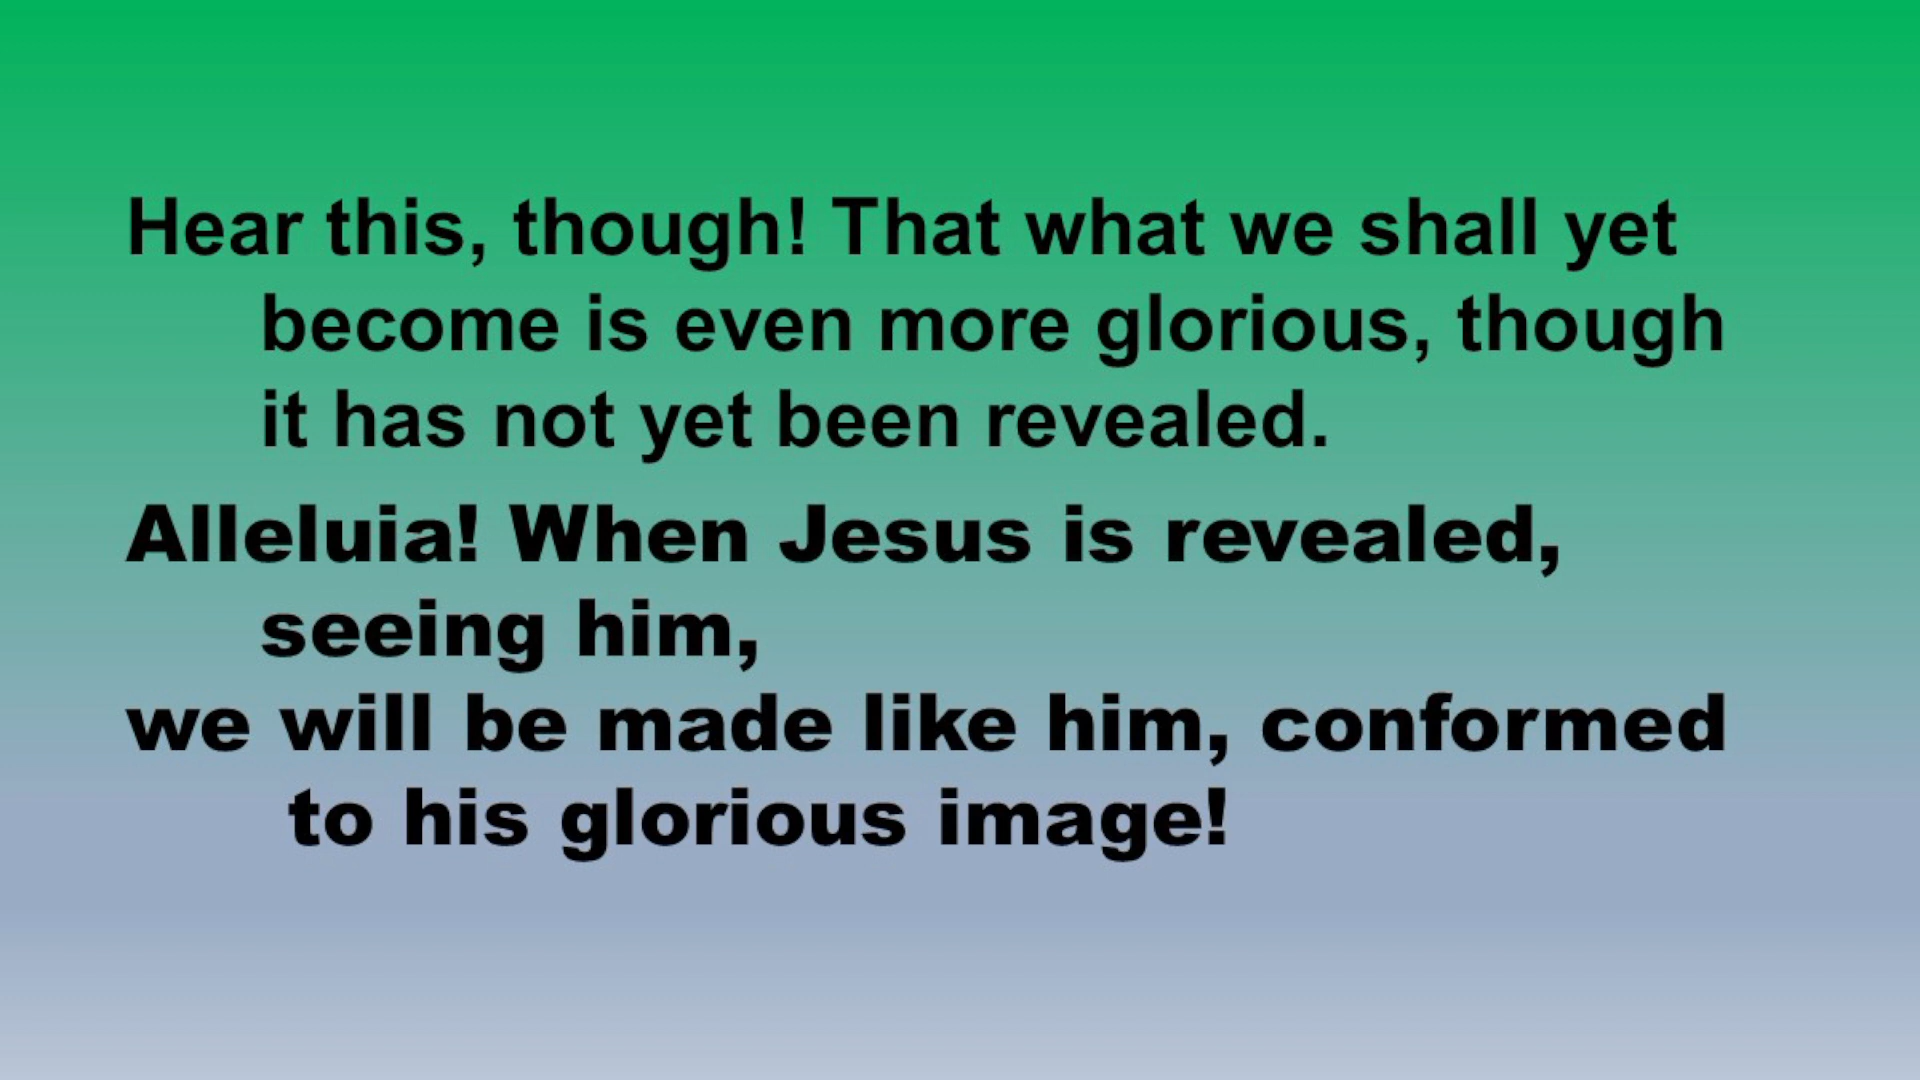 Hear this, though! That what we shall yet
become is even more glorious, though
it has not yet been revealed.
Alleluia! When Jesus is revealed,
seeing him,
we will be made like him, conformed
to his glorious image!